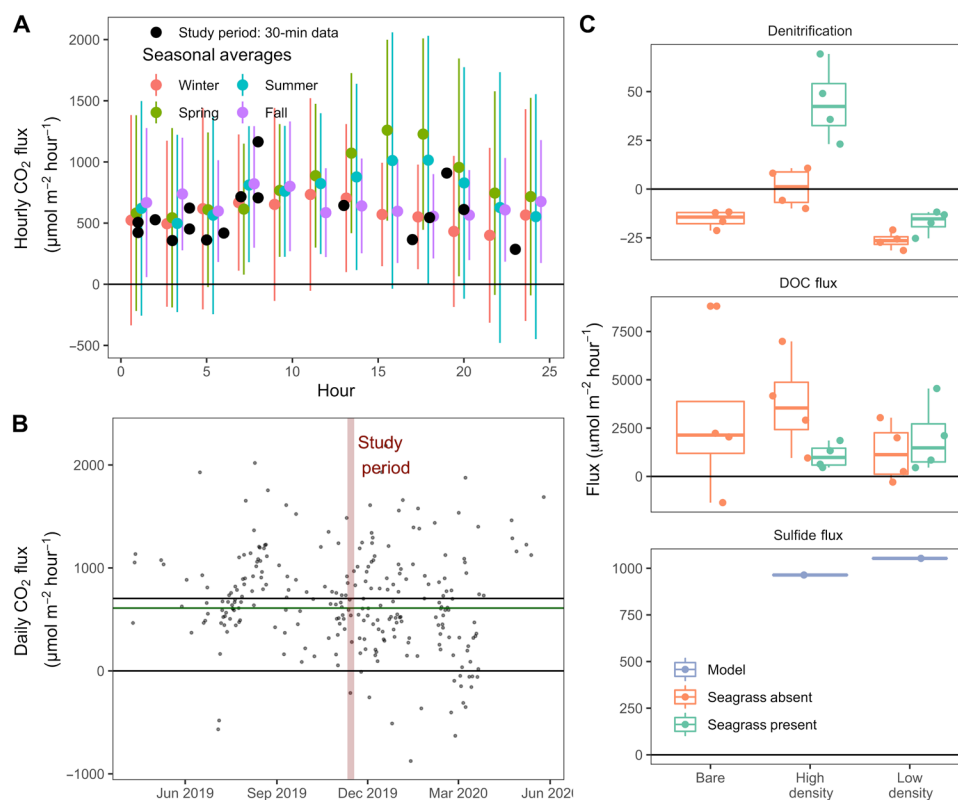 A
Study period: 30-min data
Seasonal averages
Winter
Summer
Spring
Fall
Hourly CO₂ flux
(μmol m⁻² hour⁻¹)
2000
1500
1000
500
0
−500
0
5
10
15
20
25
Hour
B
Study
period
Daily CO₂ flux
(μmol m⁻² hour⁻¹)
2000
1000
0
−1000
Jun 2019
Sep 2019
Dec 2019
Mar 2020
Jun 2020
C
Denitrification
50
25
0
−25
DOC flux
Flux (μmol m⁻² hour⁻¹)
7500
5000
2500
0
Sulfide flux
1000
750
500
250
0
Model
Seagrass absent
Seagrass present
Bare
High
density
Low
density